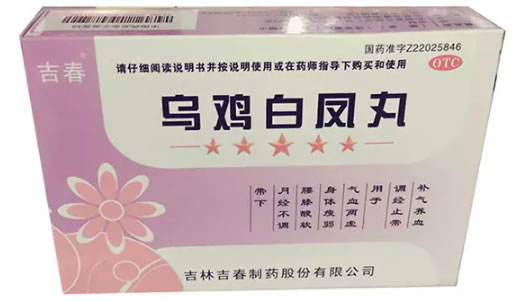 国药准字Z22025846
吉春®
请仔细阅读说明书并按说明使用或在药师指导下购买和使用
OTC
乌鸡白凤丸
补气养血
调经止带
用于
气血两虚
身体瘦弱
腰膝酸软
月经不调
带下
吉林吉春制药股份有限公司